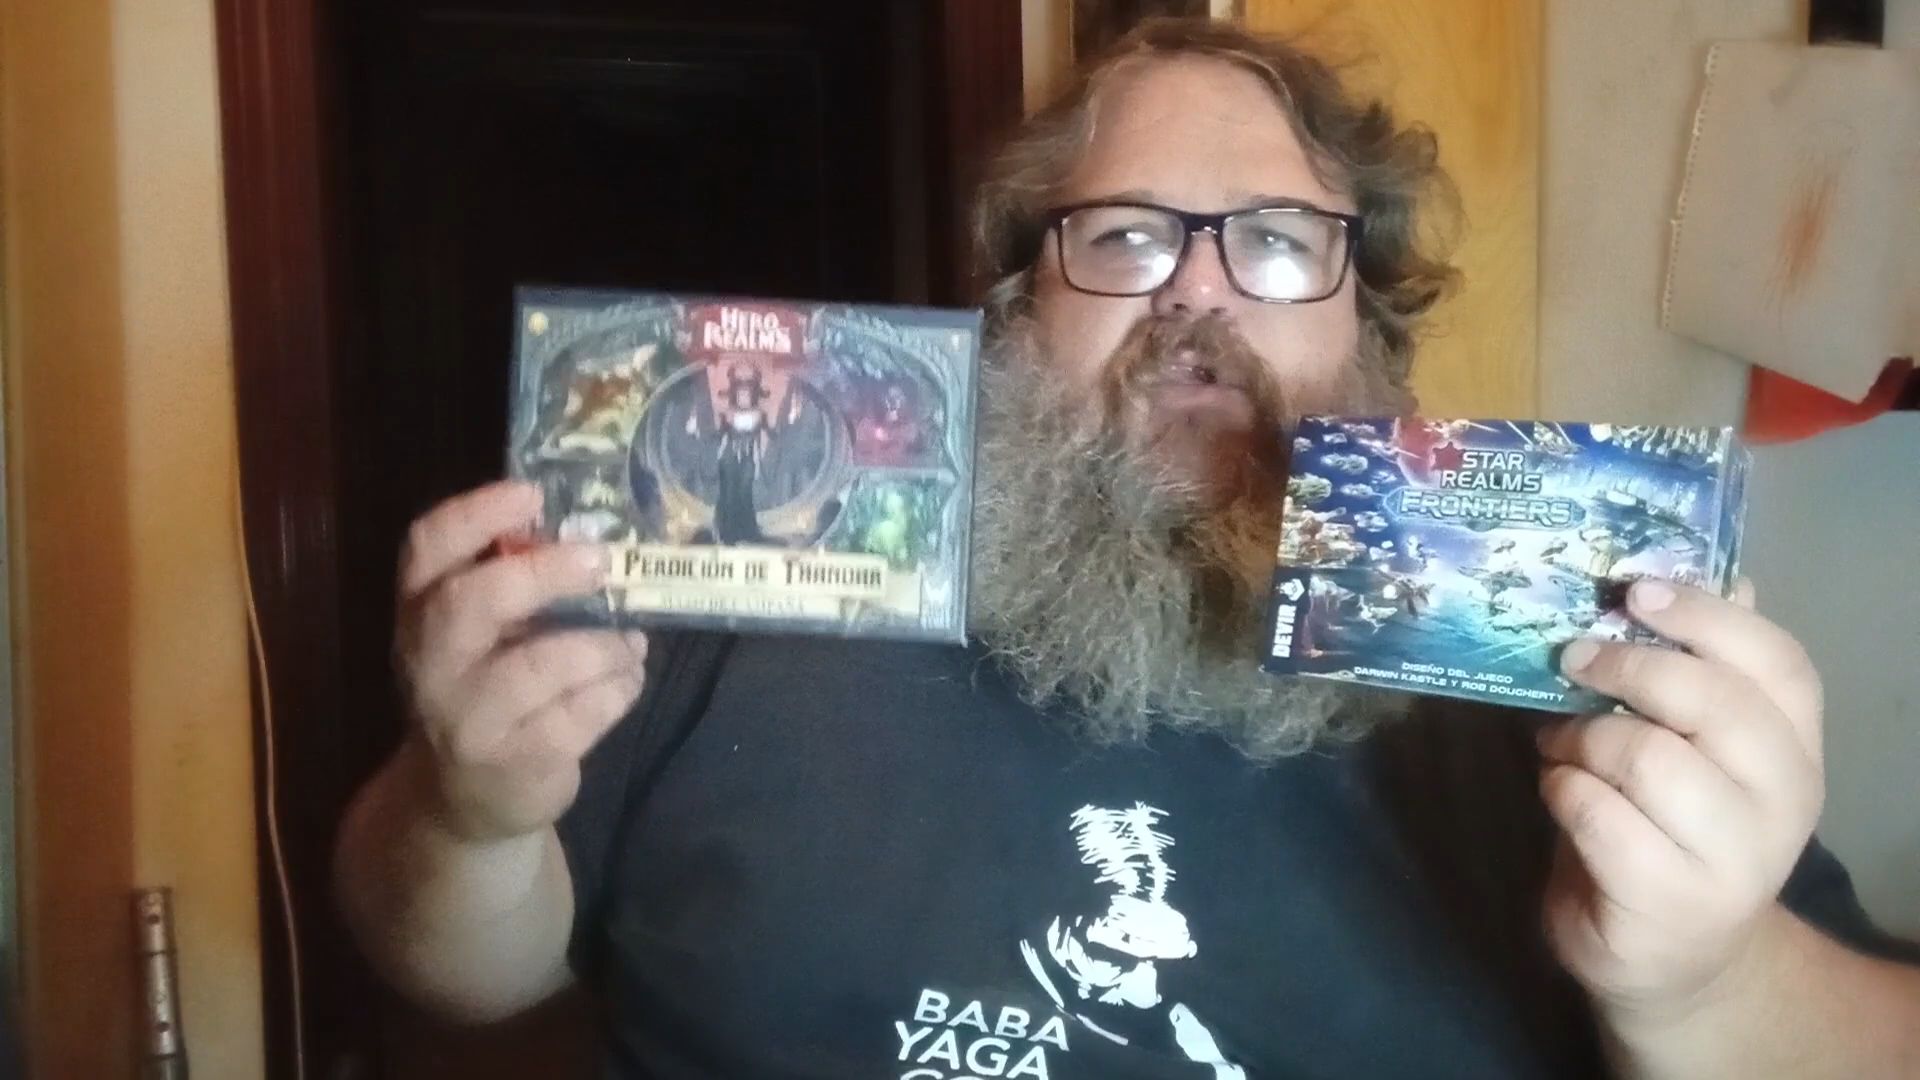 HERO
REALMS
PERDICIÓN DE THANDAR
STAR
REALMS
FRONTIERS
DEVIR
DISEÑO DEL JUEGO
DARWIN KASTLE Y ROB DOUGHERTY
BABA
YAGA